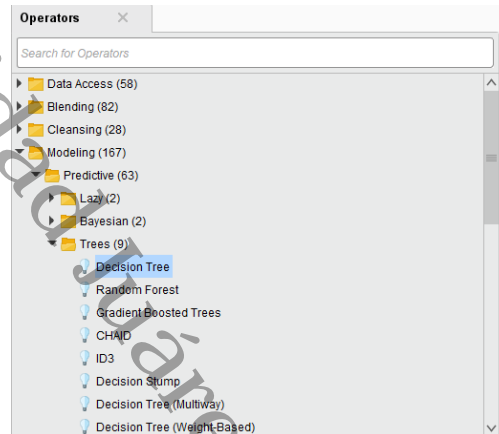 Operators
Search for Operators
Data Access (58)
Blending (82)
Cleansing (28)
Modeling (167)
Predictive (63)
Lazy (2)
Bayesian (2)
Trees (9)
Decision Tree
Random Forest
Gradient Boosted Trees
CHAID
ID3
Decision Stump
Decision Tree (Multiway)
Decision Tree (Weight-Based)